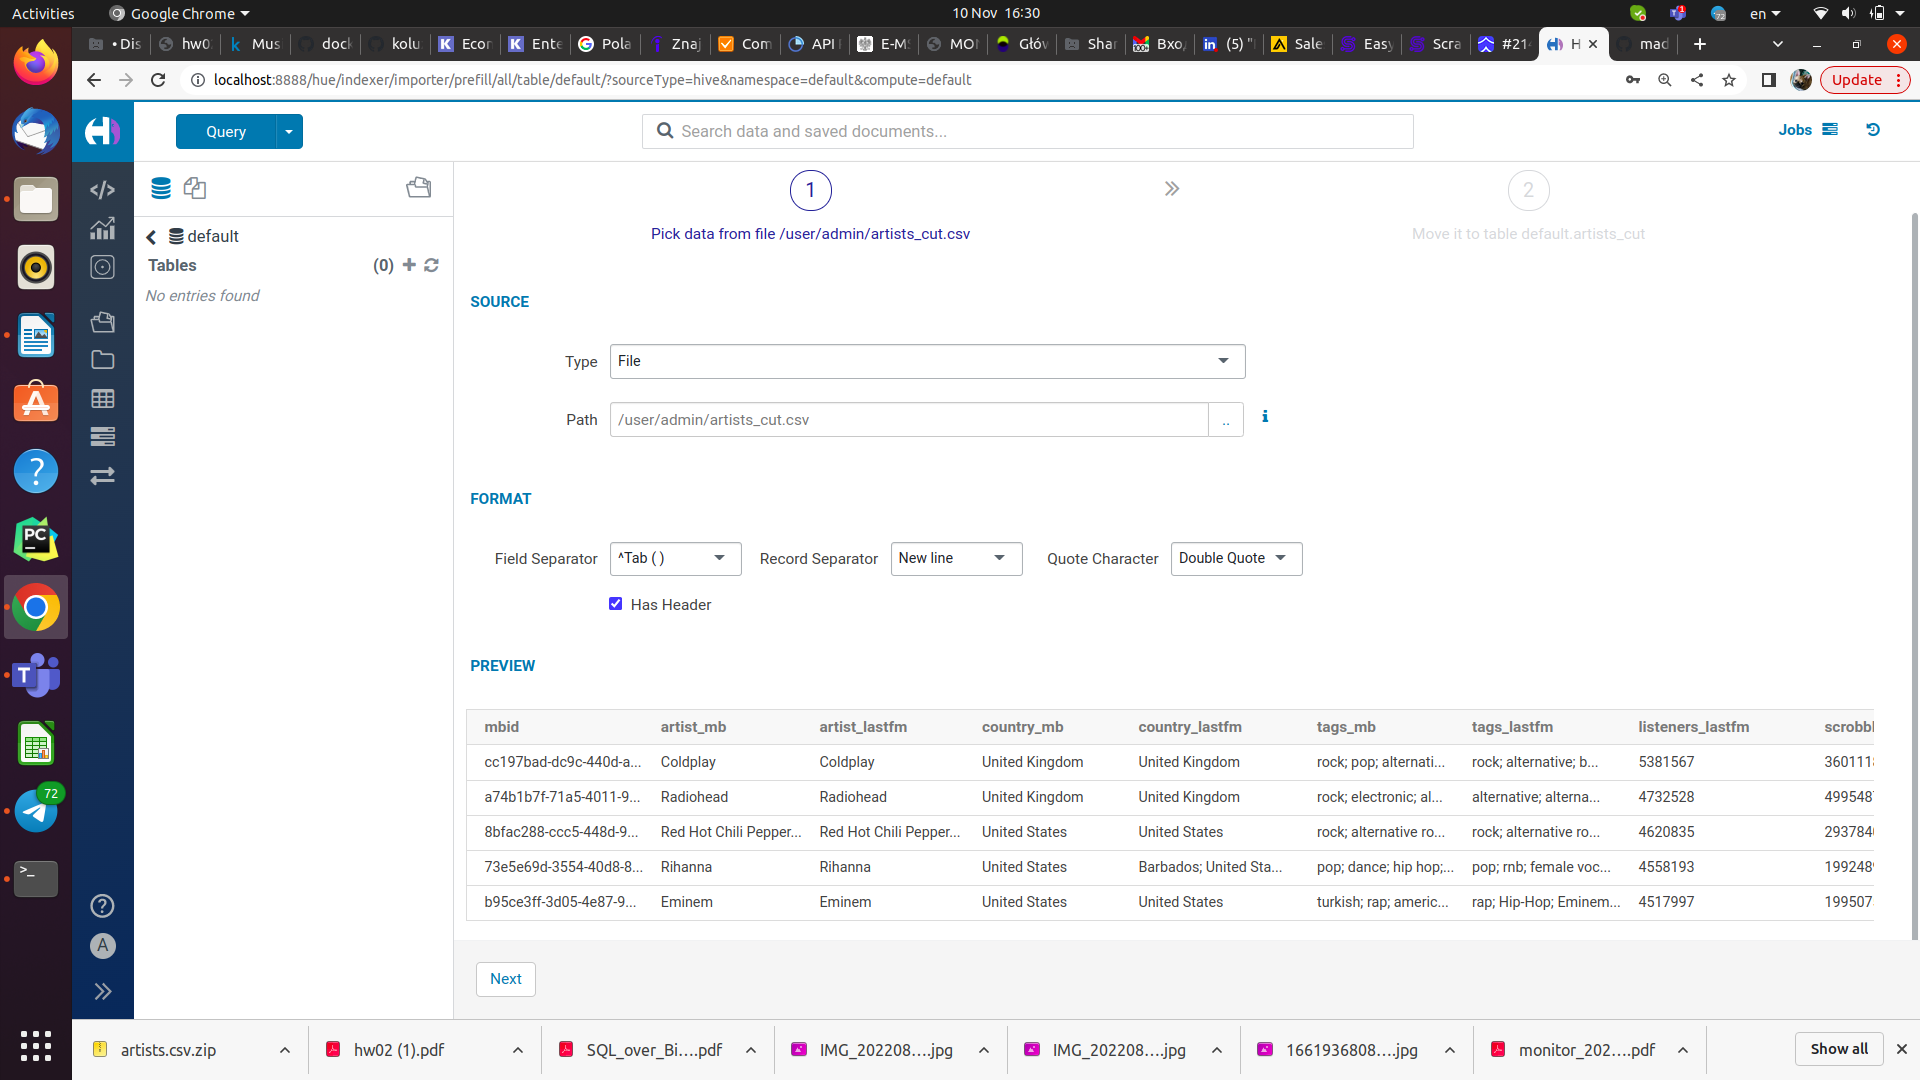 Activities Google Chrome 10 Nov 16:30 1 72 en
• Dis hw0 Mus dock kolu Econ Ente Pola Znaj Com API E-M MON Głów Shar Вхо (5) "I Sale Easy Scra #214 H mad
localhost:8888/hue/indexer/importer/prefill/all/table/default/?sourceType=hive&namespace=default&compute=default Update
Query Search data and saved documents... Jobs
1 2
Pick data from file /user/admin/artists_cut.csv Move it to table default.artists_cut
default
Tables (0)
No entries found
SOURCE
Type File
Path /user/admin/artists_cut.csv ..
FORMAT
Field Separator ^Tab ( ) Record Separator New line Quote Character Double Quote
Has Header
PREVIEW
mbid artist_mb artist_lastfm country_mb country_lastfm tags_mb tags_lastfm listeners_lastfm scrobbl
cc197bad-dc9c-440d-a... Coldplay Coldplay United Kingdom United Kingdom rock; pop; alternati... rock; alternative; b... 5381567 3601118
a74b1b7f-71a5-4011-9... Radiohead Radiohead United Kingdom United Kingdom rock; electronic; al... alternative; alterna... 4732528 4995487
8bfac288-ccc5-448d-9... Red Hot Chili Pepper... Red Hot Chili Pepper... United States United States rock; alternative ro... rock; alternative ro... 4620835 2937840
73e5e69d-3554-40d8-8... Rihanna Rihanna United States Barbados; United Sta... pop; dance; hip hop;... pop; rnb; female voc... 4558193 1992489
b95ce3ff-3d05-4e87-9... Eminem Eminem United States United States turkish; rap; americ... rap; Hip-Hop; Eminem... 4517997 199507
Next
PC
T
72
A
artists.csv.zip hw02 (1).pdf SQL_over_Bi....pdf IMG_202208....jpg IMG_202208....jpg 1661936808....jpg monitor_202....pdf Show all